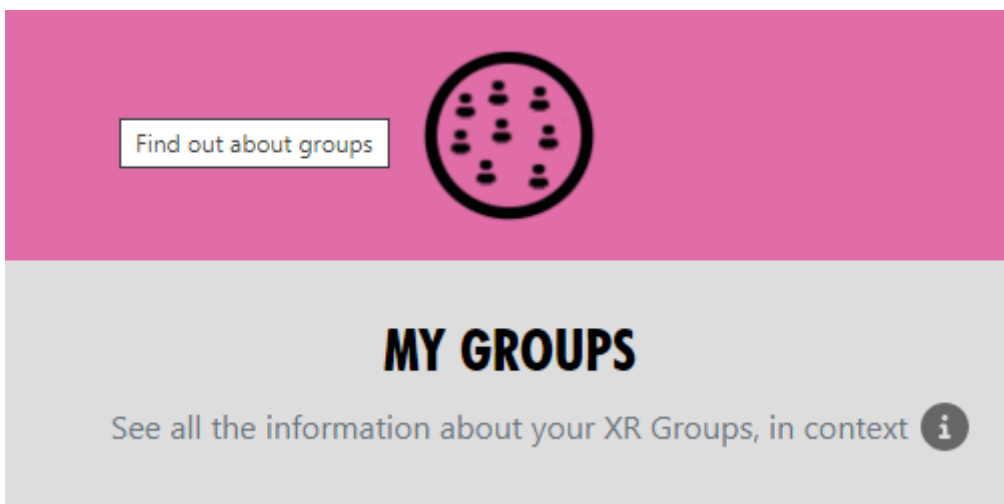 Find out about groups
MY GROUPS
See all the information about your XR Groups, in context i